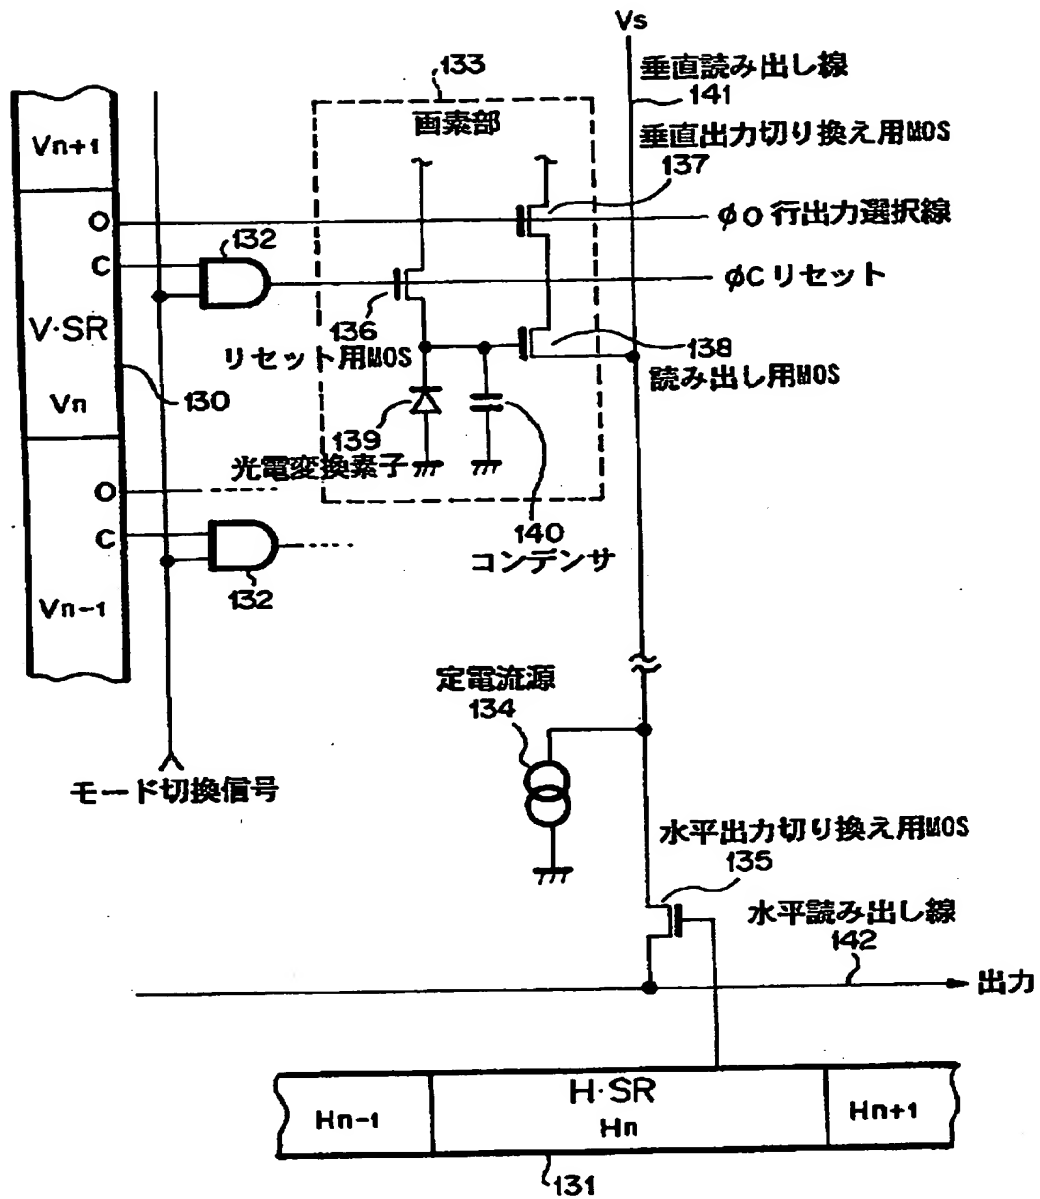 Vs
垂直読み出し線
141
133
画素部
垂直出力切り換え用MOS
137
Vn+1
O
φO 行出力選択線
132
C
φC リセット
V·SR
136
リセット用MOS
138
読み出し用MOS
130
Vn
139
光電変換素子
O
140
コンデンサ
C
132
Vn-1
定電流源
134
モード切換信号
水平出力切り換え用MOS
135
水平読み出し線
142
出力
H·SR
Hn-1
Hn
Hn+1
131